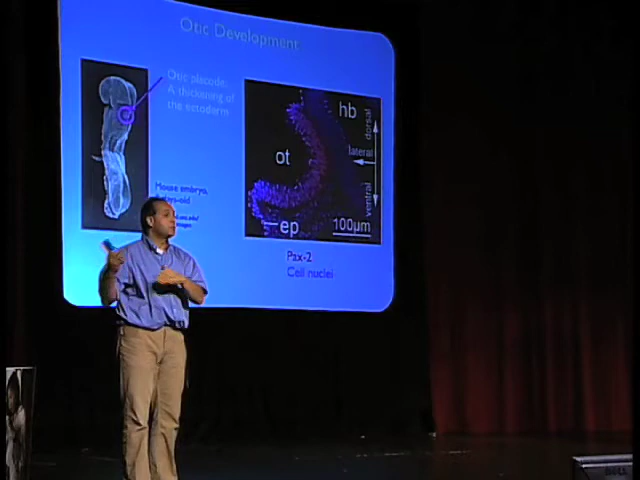 Otic Development
Otic placode:
A thickening of
the ectoderm
hb
dorsal
ot
lateral
ventral
Mouse embryo,
ep
100µm
Pax-2
Cell nuclei